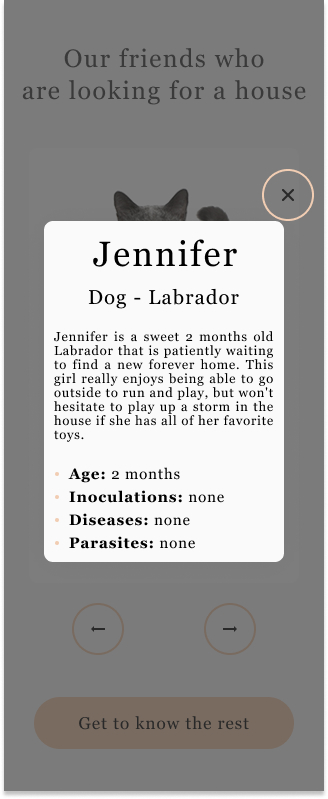 Our friends who
are looking for a house
Jennifer
Dog - Labrador
Jennifer is a sweet 2 months old
Labrador that is patiently waiting
to find a new forever home. This
girl really enjoys being able to go
outside to run and play, but won't
hesitate to play up a storm in the
house if she has all of her favorite
toys.
• Age: 2 months
• Inoculations: none
• Diseases: none
• Parasites: none
← →
Get to know the rest